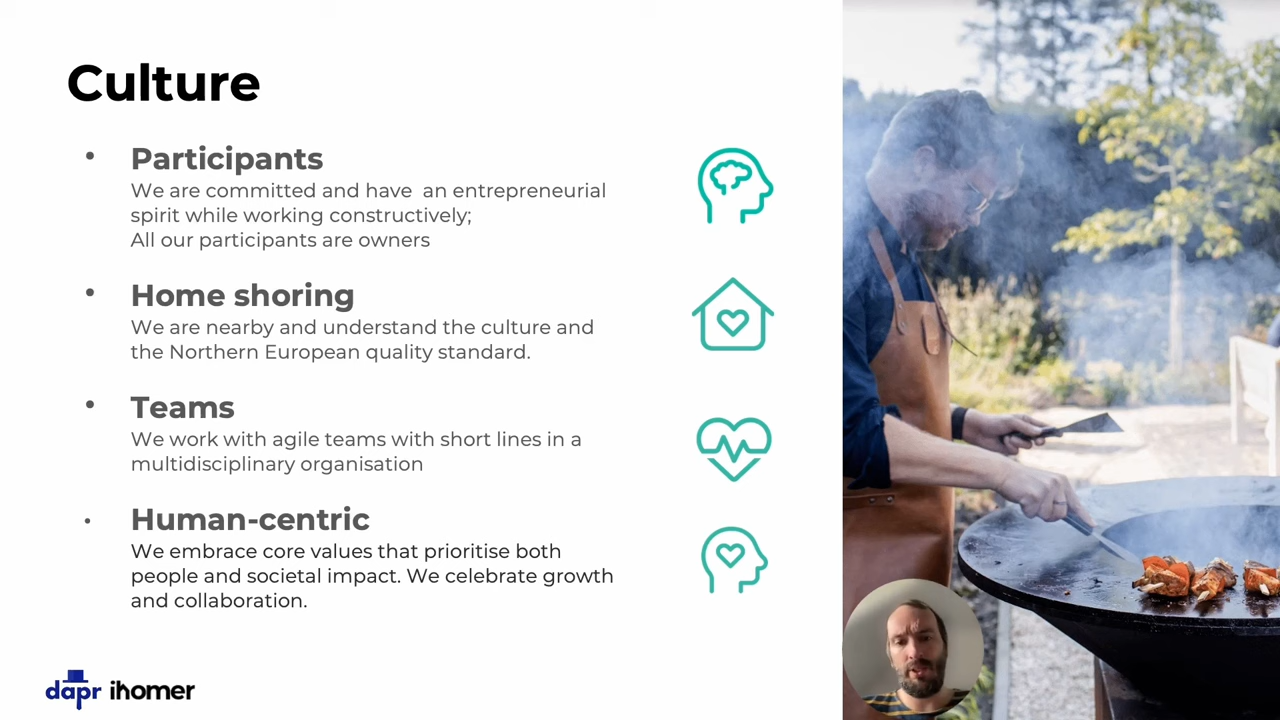 Culture
• Participants
We are committed and have  an entrepreneurial
spirit while working constructively;
All our participants are owners
• Home shoring
We are nearby and understand the culture and
the Northern European quality standard.
• Teams
We work with agile teams with short lines in a
multidisciplinary organisation
• Human-centric
We embrace core values that prioritise both
people and societal impact. We celebrate growth
and collaboration.
dapr ihomer